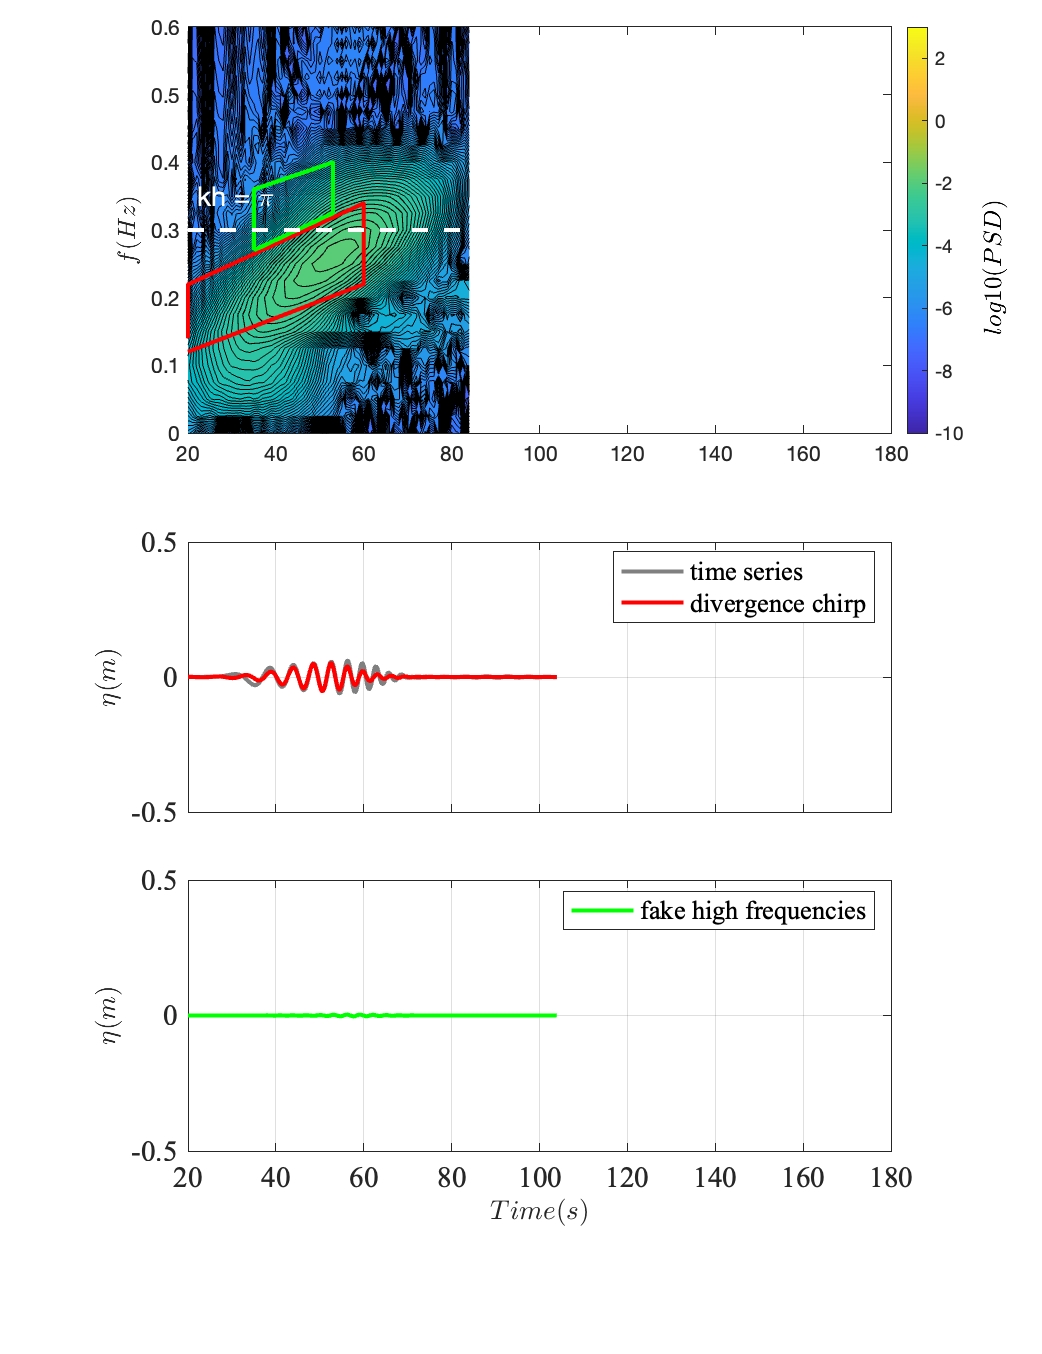 0.6
0.5
0.4
0.3
0.2
0.1
0
f(Hz)
kh = π
20 40 60 80 100 120 140 160 180
2
0
-2
-4
-6
-8
-10
log10(PSD)
0.5
0
-0.5
η(m)
time series
divergence chirp
0.5
0
-0.5
η(m)
fake high frequencies
20 40 60 80 100 120 140 160 180
Time(s)